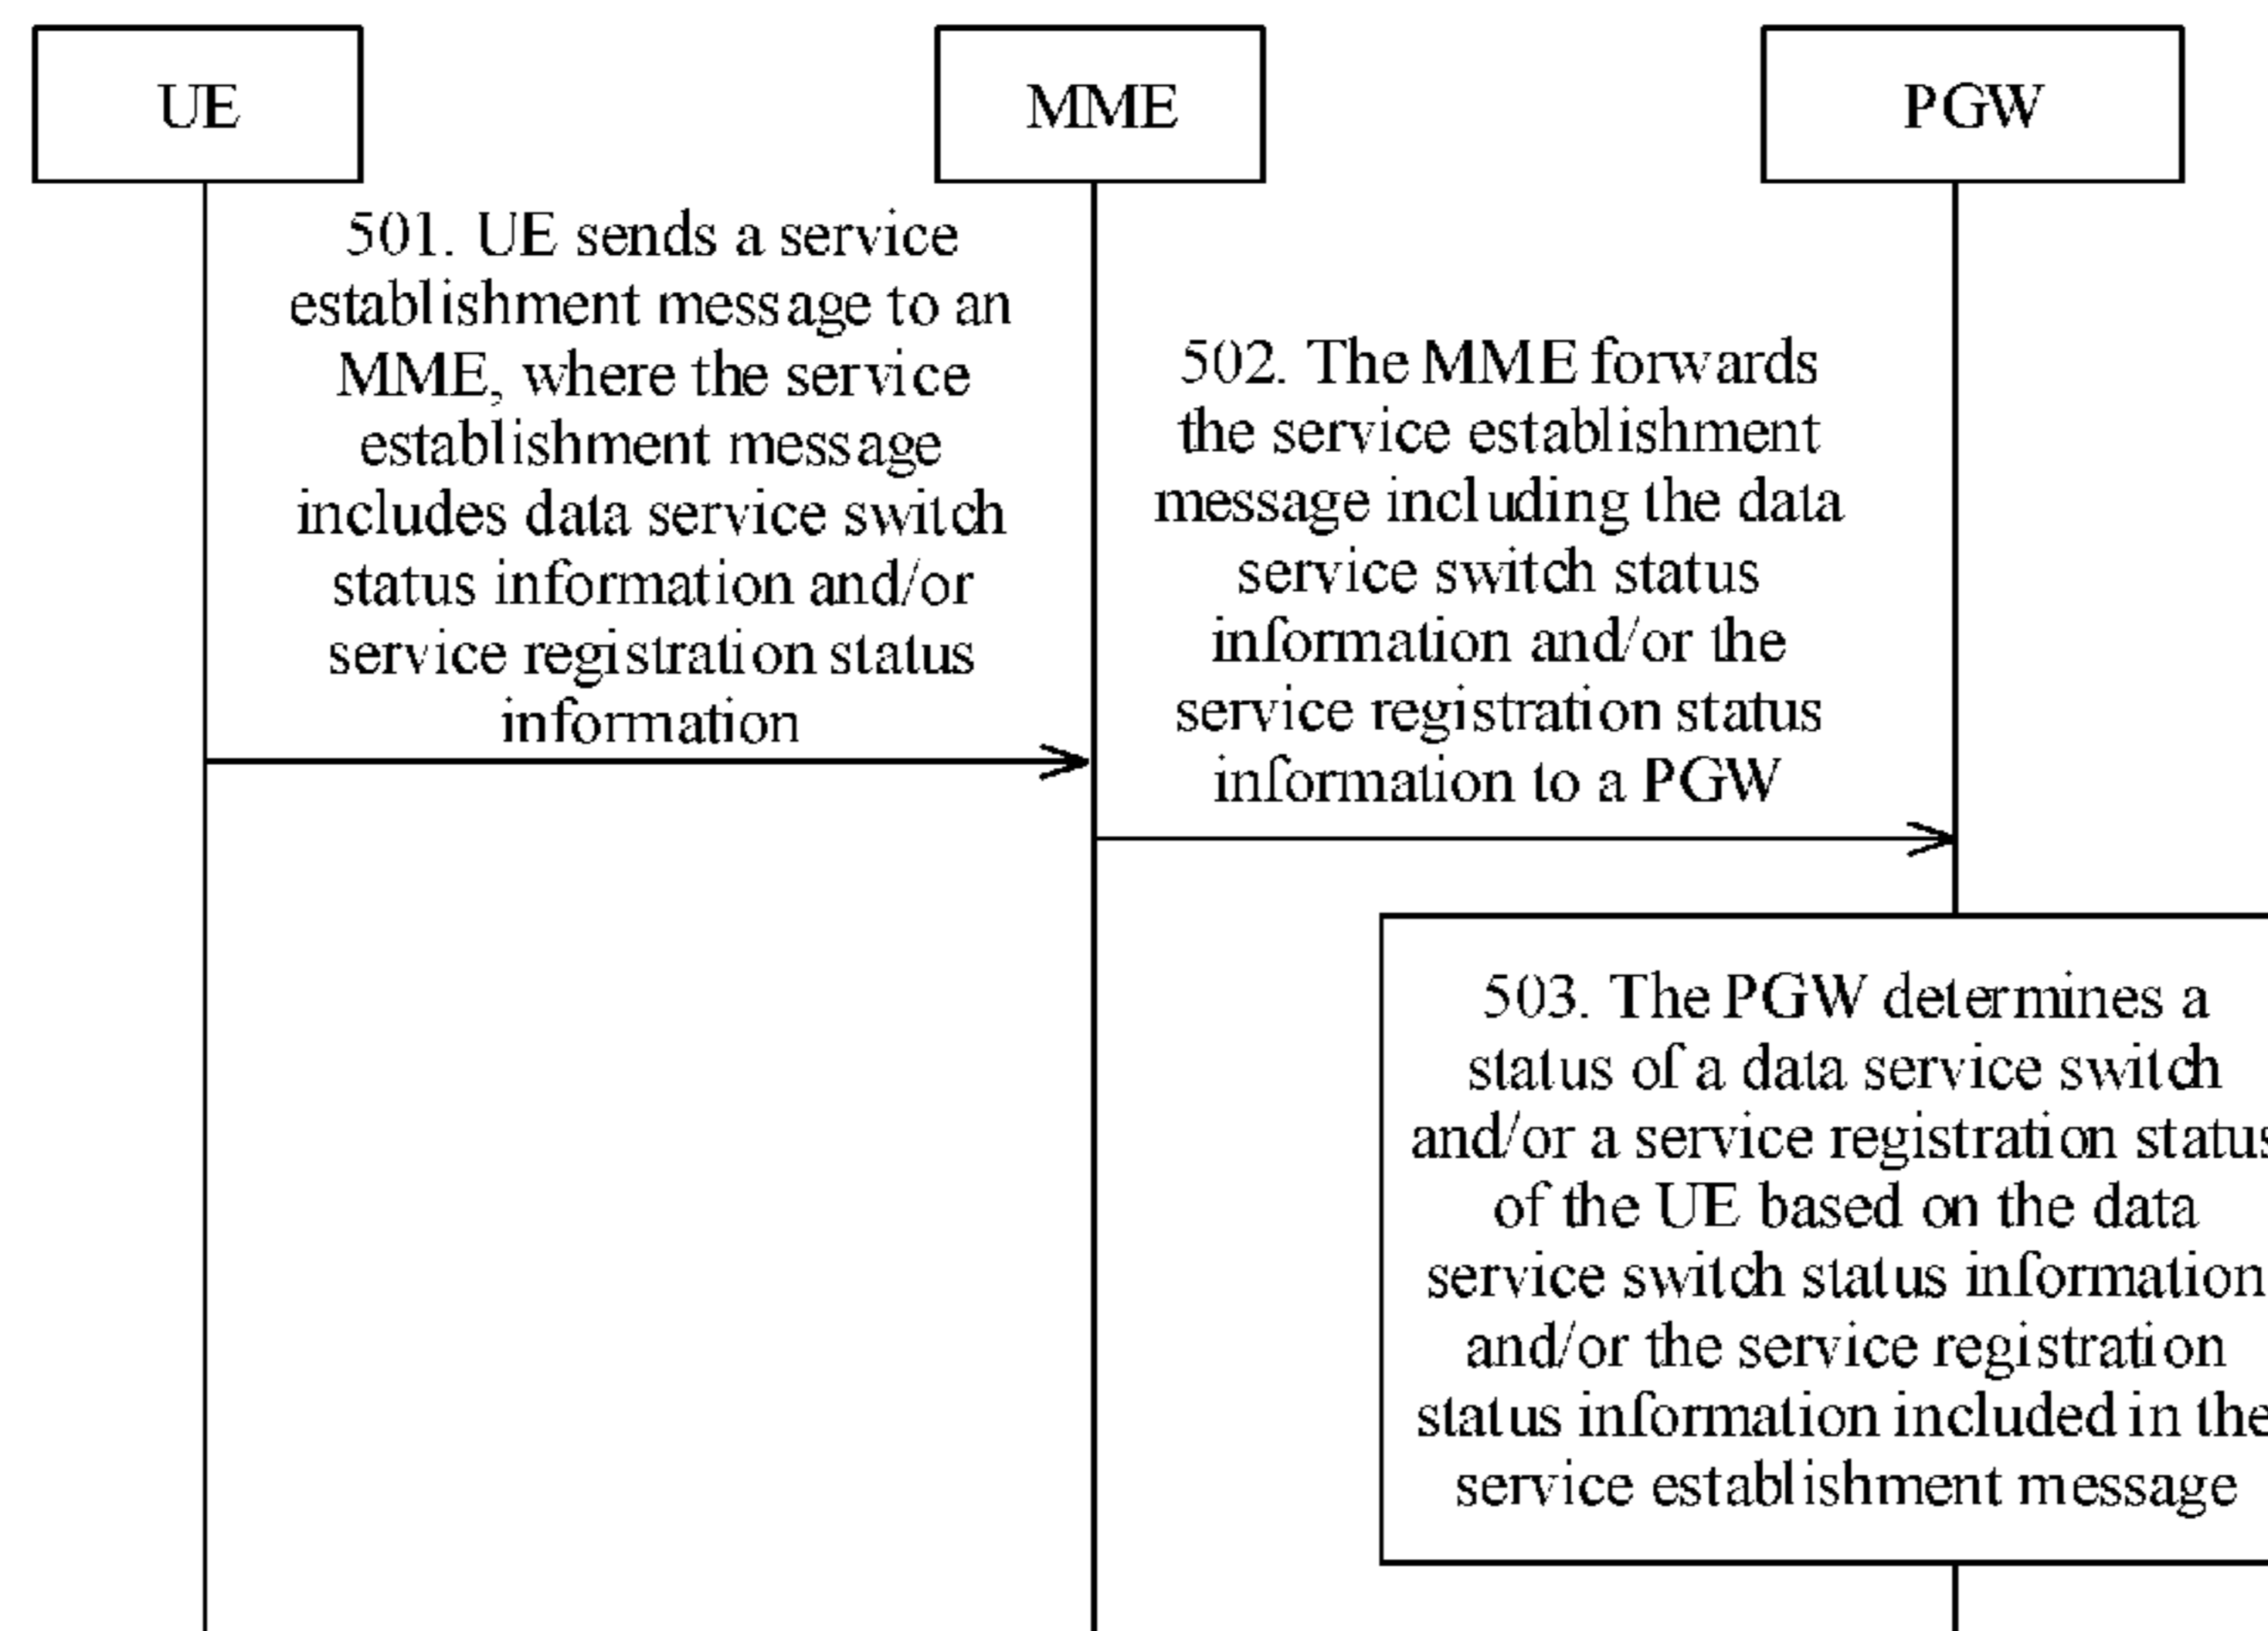 UE
MME
PGW
501. UE sends a service
establishment message to an
MME, where the service
establishment message
includes data service switch
status information and/or
service registration status
information
502. The MME forwards
the service establishment
message including the data
service switch status
information and/or the
service registration status
information to a PGW
503. The PGW determines a
status of a data service switch
and/or a service registration status
of the UE based on the data
service switch status information
and/or the service registration
status information included in the
service establishment message